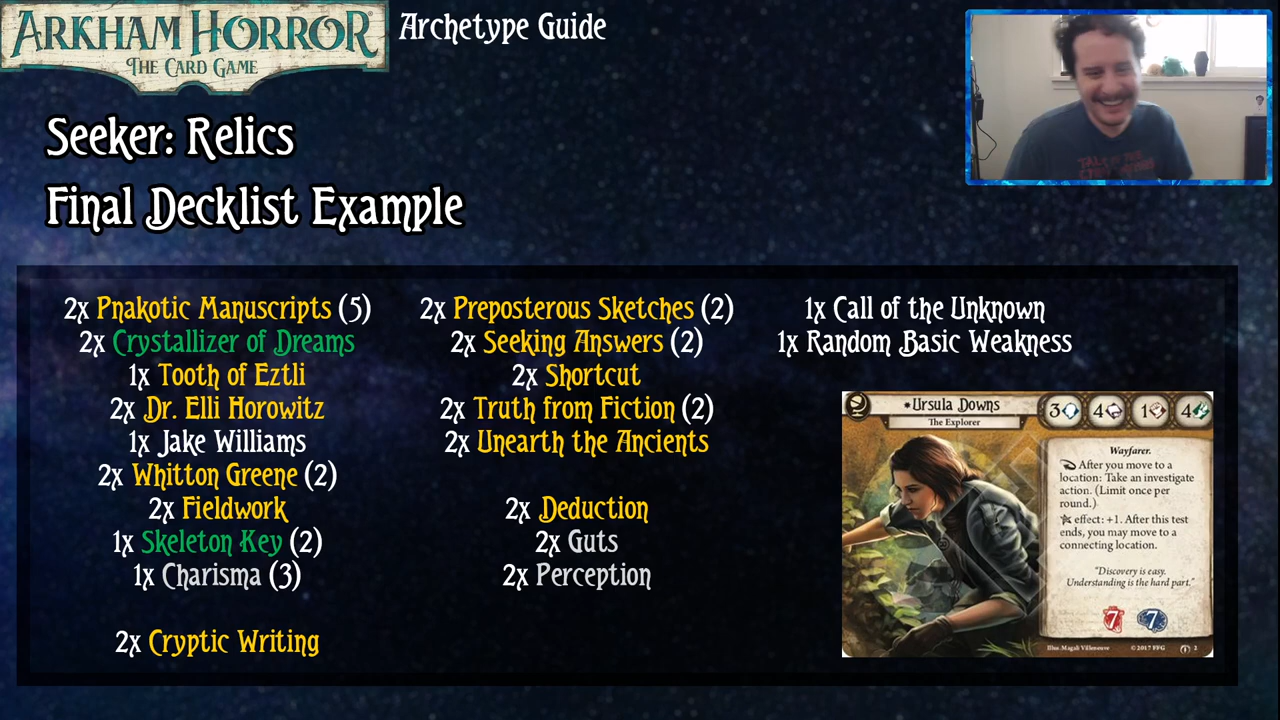 ARKHAM HORROR
THE CARD GAME
Archetype Guide
Seeker: Relics
Final Decklist Example
2x Pnakotic Manuscripts (5)
2x Crystallizer of Dreams
1x Tooth of Eztli
2x Dr. Elli Horowitz
1x Jake Williams
2x Whitton Greene (2)
2x Fieldwork
1x Skeleton Key (2)
1x Charisma (3)
2x Cryptic Writing
2x Preposterous Sketches (2)
2x Seeking Answers (2)
2x Shortcut
2x Truth from Fiction (2)
2x Unearth the Ancients
2x Deduction
2x Guts
2x Perception
1x Call of the Unknown
1x Random Basic Weakness
Ursula Downs
The Explorer
3 4 1 4
Wayfarer.
After you move to a
location: Take an investigate
action. (Limit once per
round.)
effect: +1. After this test
ends, you may move to a
connecting location.
"Discovery is easy.
Understanding is the hard part."
7 7
Illus. Magali Villeneuve © 2017 FFG 2